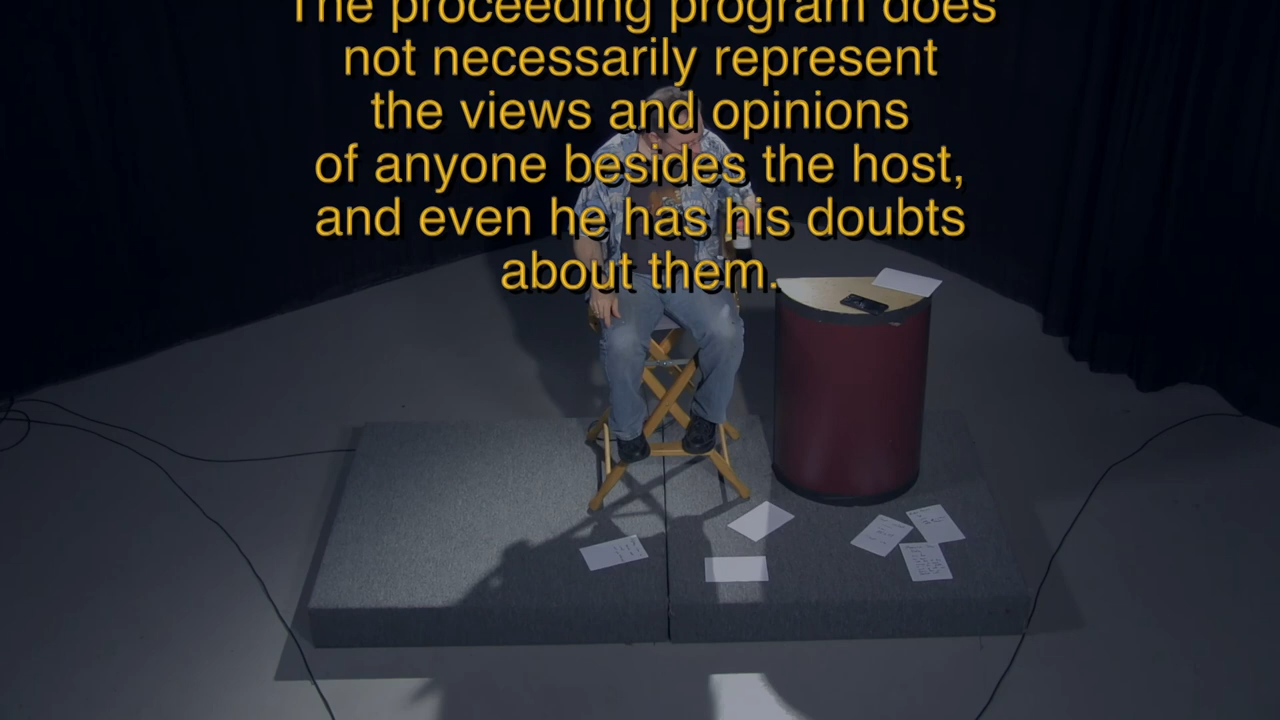 The proceeding program does
not necessarily represent
the views and opinions
of anyone besides the host,
and even he has his doubts
about them.